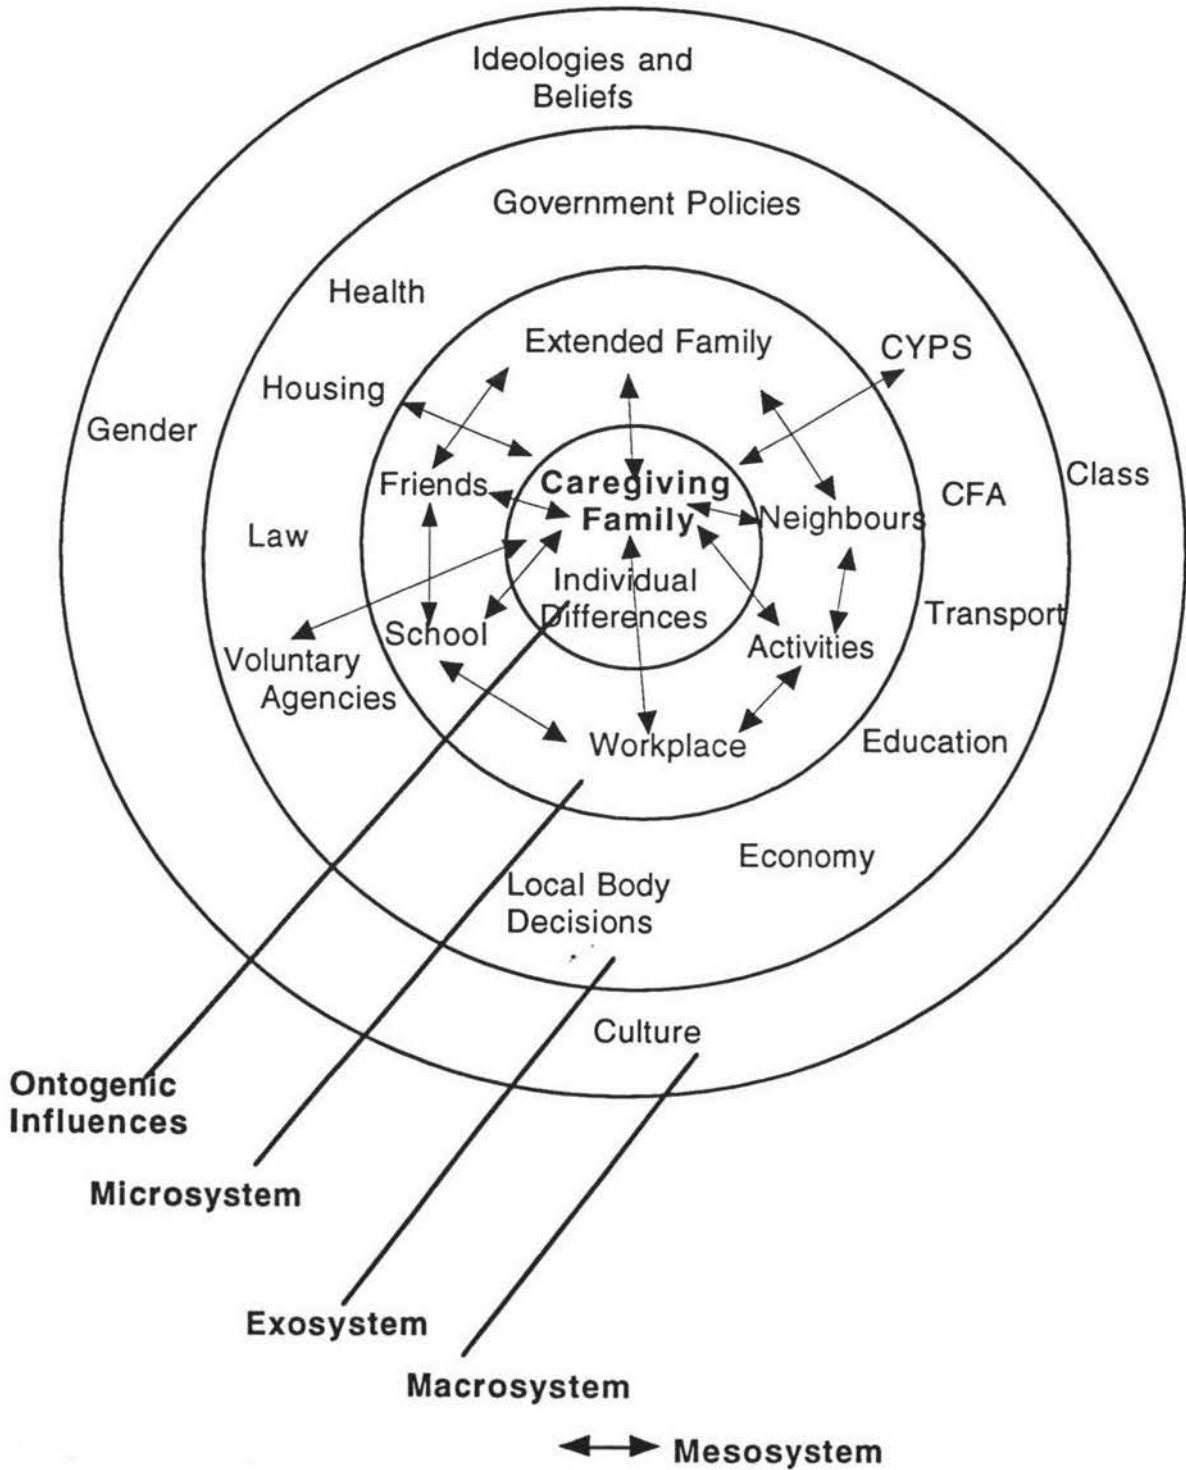 Ideologies and
Beliefs
Government Policies
Health
Extended Family
CYPS
Housing
Gender
Class
Friends
Caregiving
Family
CFA
Neighbours
Law
Individual
Differences
Transport
School
Activities
Voluntary
Agencies
Workplace
Education
Economy
Local Body
Decisions
Culture
Ontogenic
Influences
Microsystem
Exosystem
Macrosystem
Mesosystem